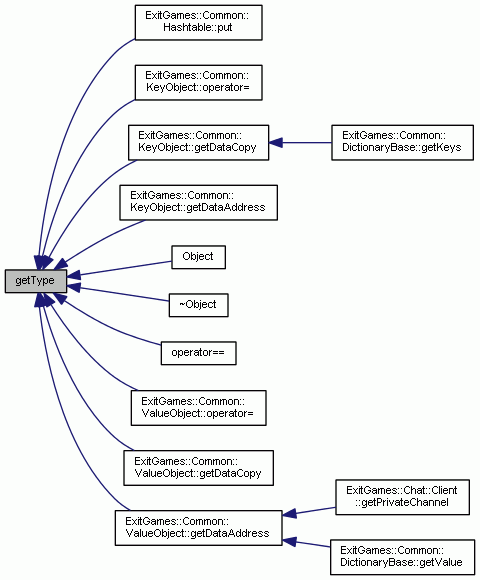 ExitGames::Common::
Hashtable::put
ExitGames::Common::
KeyObject::operator=
ExitGames::Common::
KeyObject::getDataCopy
ExitGames::Common::
DictionaryBase::getKeys
ExitGames::Common::
KeyObject::getDataAddress
getType
Object
~Object
operator==
ExitGames::Common::
ValueObject::operator=
ExitGames::Common::
ValueObject::getDataCopy
ExitGames::Common::
ValueObject::getDataAddress
ExitGames::Chat::Client
::getPrivateChannel
ExitGames::Common::
DictionaryBase::getValue